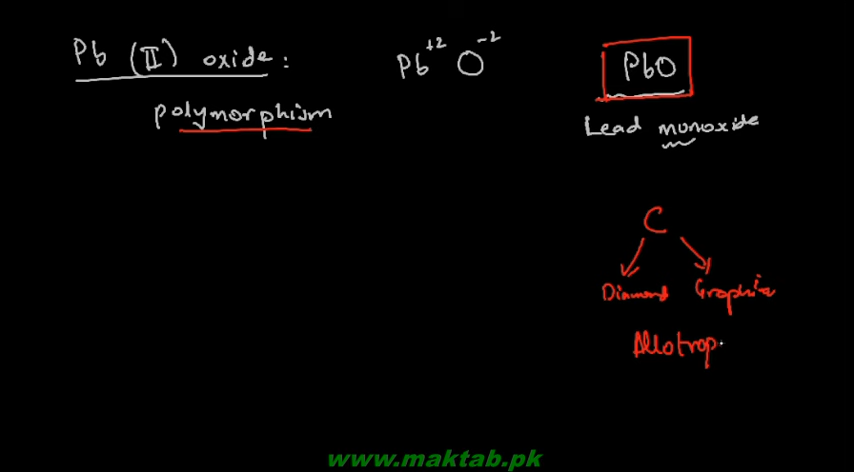 Pb (II) oxide :
Pb+2 O-2
PbO
polymorphism
Lead monoxide
C
Diamond Graphite
Allotrop
www.maktab.pk